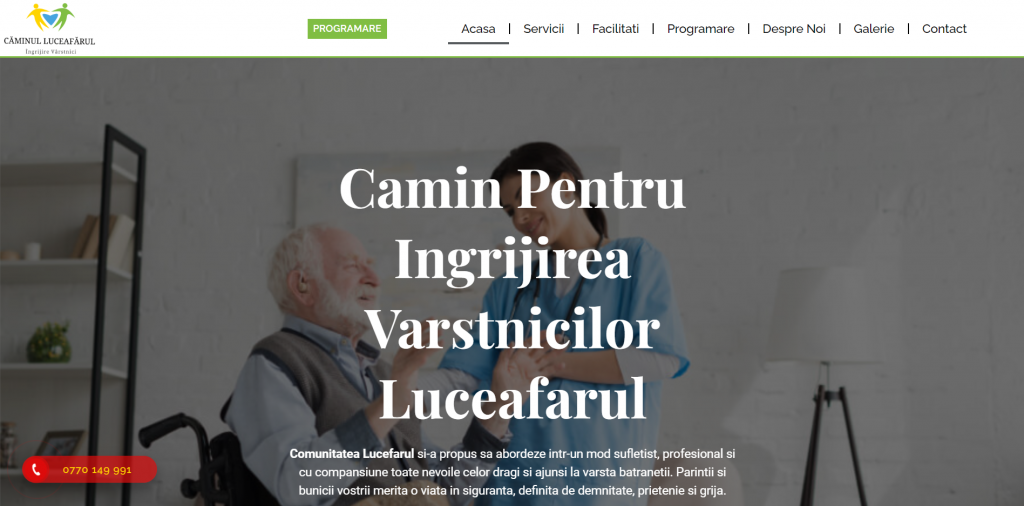 CĂMINUL LUCEAFĂRUL
Îngrijire Vârstnici
PROGRAMARE
Acasa | Servicii | Facilitati | Programare | Despre Noi | Galerie | Contact
Camin Pentru
Ingrijirea
Varstnicilor
Luceafarul
Comunitatea Lucefarul si-a propus sa abordeze intr-un mod sufletist, profesional si
cu compansiune toate nevoile celor dragi si ajunsi la varsta batranetii. Parintii si
bunicii vostrii merita o viata in siguranta, definita de demnitate, prietenie si grija.
0770 149 991